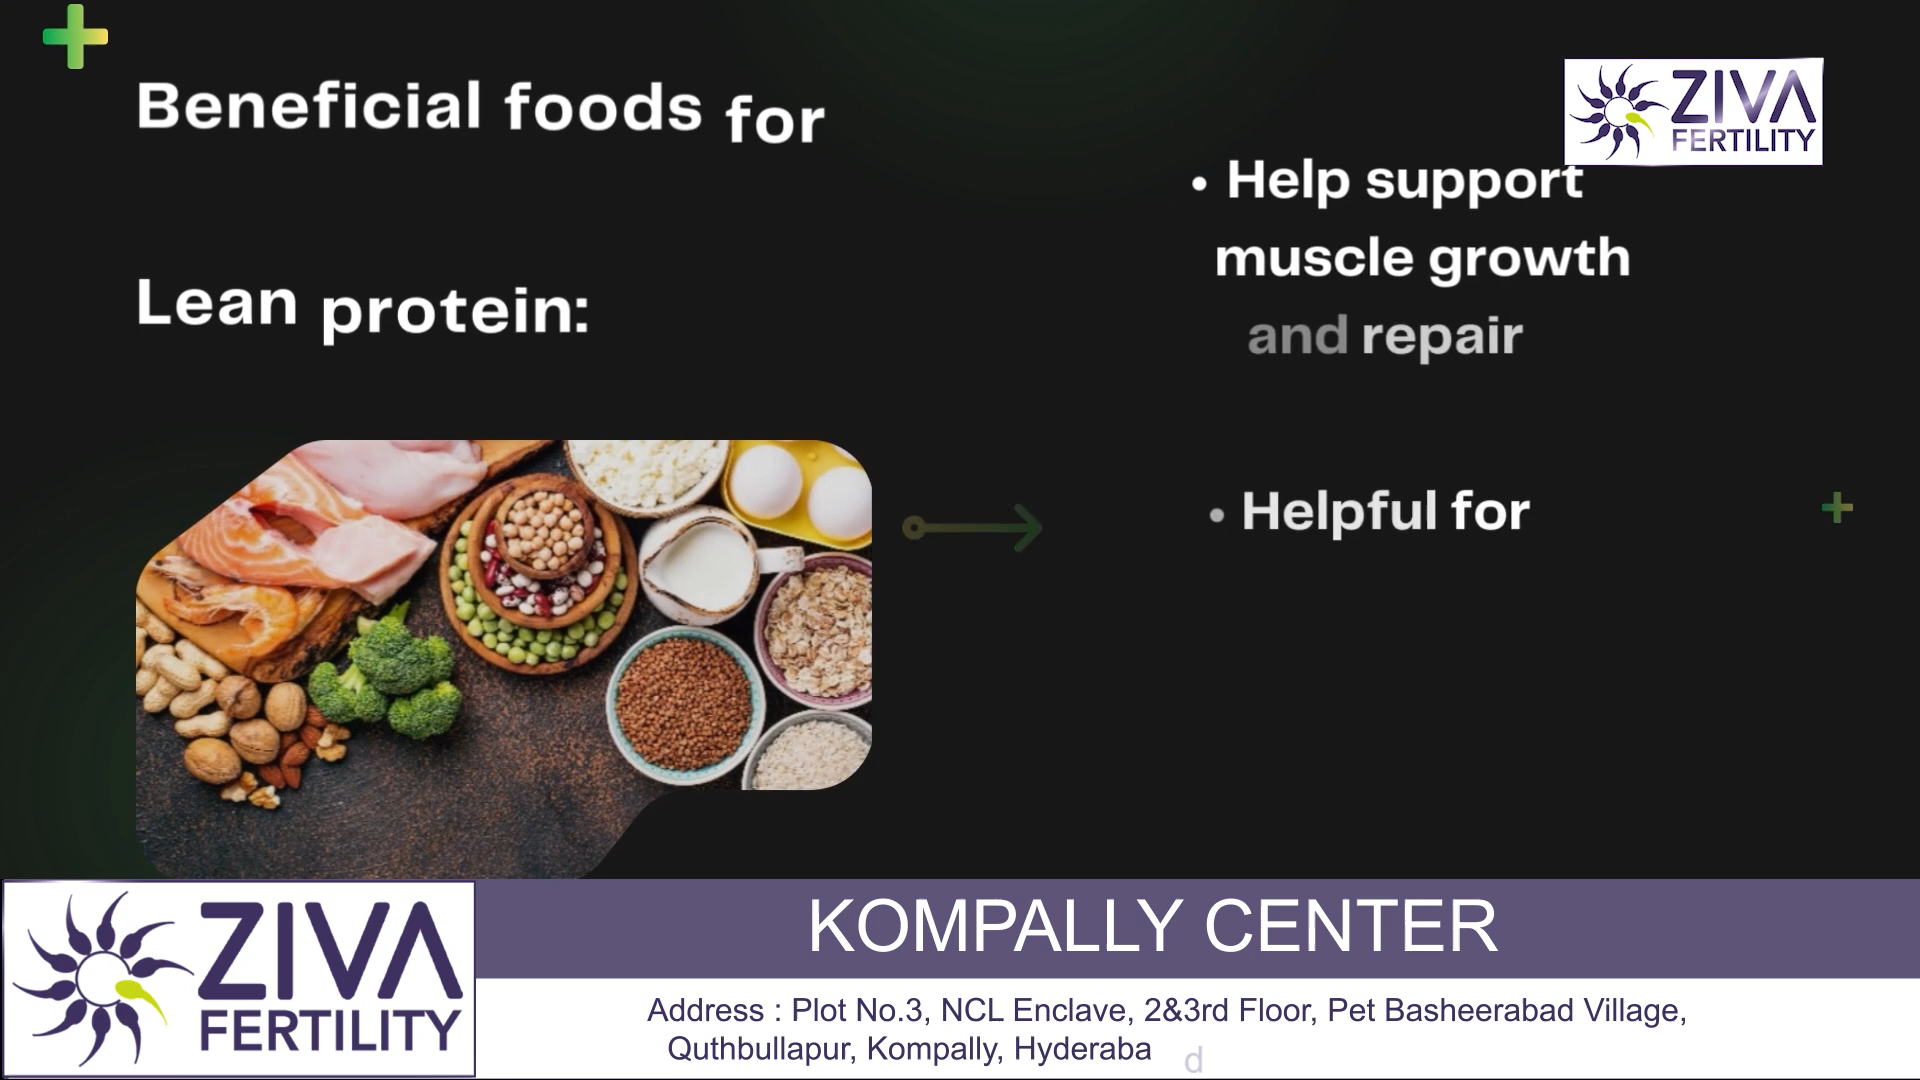 Beneficial foods for
Lean protein:
ZIVA
FERTILITY
• Help support
muscle growth
and repair
• Helpful for
ZIVA
FERTILITY
KOMPALLY CENTER
Address : Plot No.3, NCL Enclave, 2&3rd Floor, Pet Basheerabad Village,
Quthbullapur, Kompally, Hyderaba d